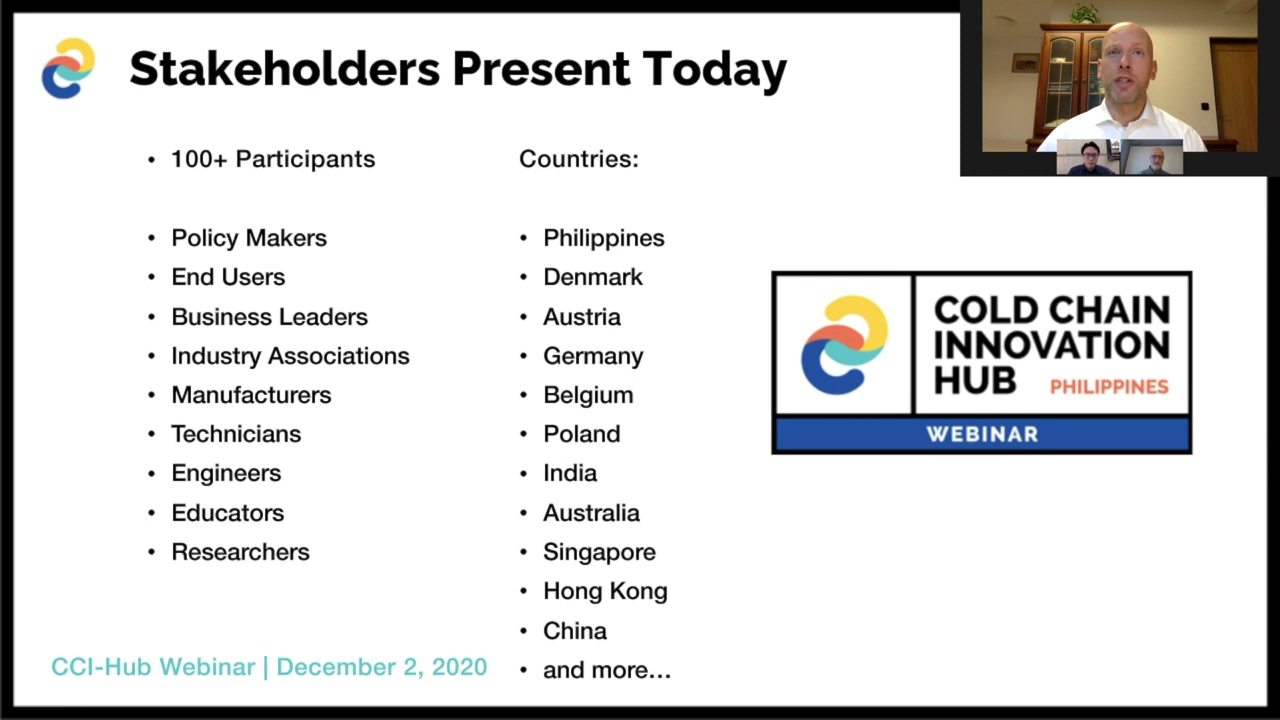 Stakeholders Present Today
• 100+ Participants
• Policy Makers
• End Users
• Business Leaders
• Industry Associations
• Manufacturers
• Technicians
• Engineers
• Educators
• Researchers
Countries:
• Philippines
• Denmark
• Austria
• Germany
• Belgium
• Poland
• India
• Australia
• Singapore
• Hong Kong
• China
• and more...
COLD CHAIN
INNOVATION
HUB PHILIPPINES
WEBINAR
CCI-Hub Webinar | December 2, 2020